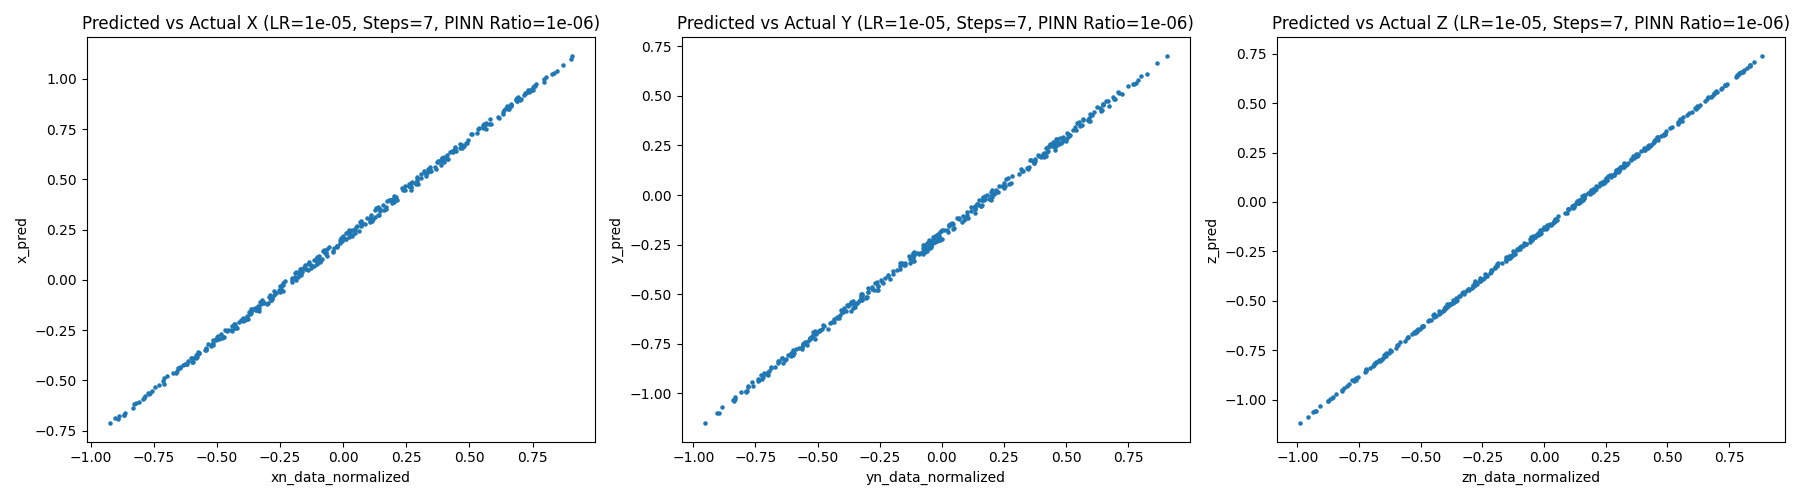 Predicted vs Actual X (LR=1e-05, Steps=7, PINN Ratio=1e-06)
x_pred
1.00
0.75
0.50
0.25
0.00
−0.25
−0.50
−0.75
−1.00 −0.75 −0.50 −0.25 0.00 0.25 0.50 0.75
xn_data_normalized
Predicted vs Actual Y (LR=1e-05, Steps=7, PINN Ratio=1e-06)
y_pred
0.75
0.50
0.25
0.00
−0.25
−0.50
−0.75
−1.00
−1.00 −0.75 −0.50 −0.25 0.00 0.25 0.50 0.75
yn_data_normalized
Predicted vs Actual Z (LR=1e-05, Steps=7, PINN Ratio=1e-06)
z_pred
0.75
0.50
0.25
0.00
−0.25
−0.50
−0.75
−1.00
−1.00 −0.75 −0.50 −0.25 0.00 0.25 0.50 0.75
zn_data_normalized